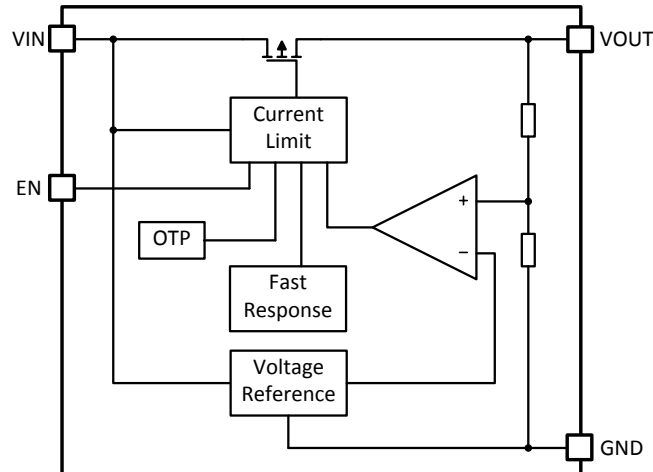 VIN
VOUT
Current
Limit
EN
+
OTP
−
Fast
Response
Voltage
Reference
GND